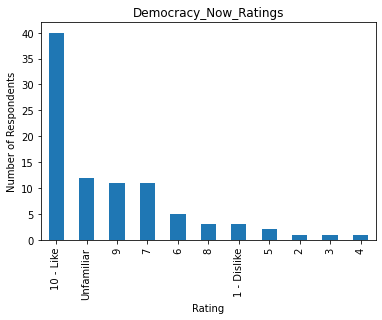 Democracy_Now_Ratings
Number of Respondents
40
35
30
25
20
15
10
5
0
10 - Like
Unfamiliar
9
7
6
8
1 - Dislike
5
2
3
4
Rating